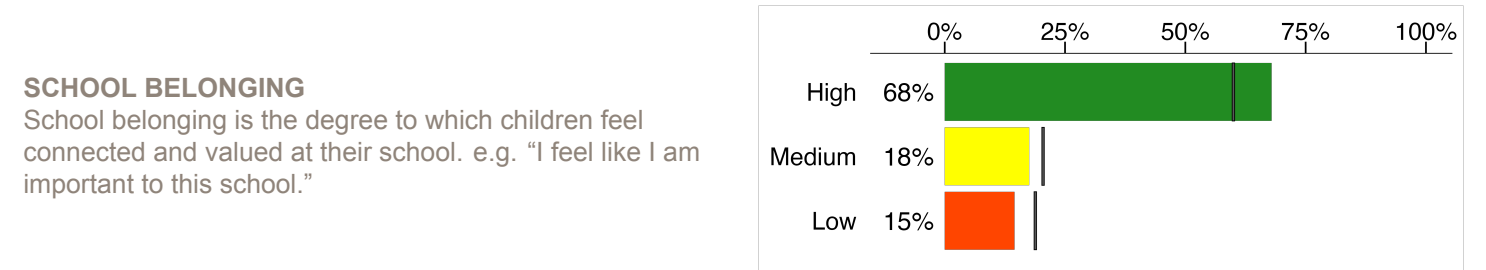 SCHOOL BELONGING
School belonging is the degree to which children feel
connected and valued at their school. e.g. “I feel like I am
important to this school.”
0% 25% 50% 75% 100%
High 68%
Medium 18%
Low 15%